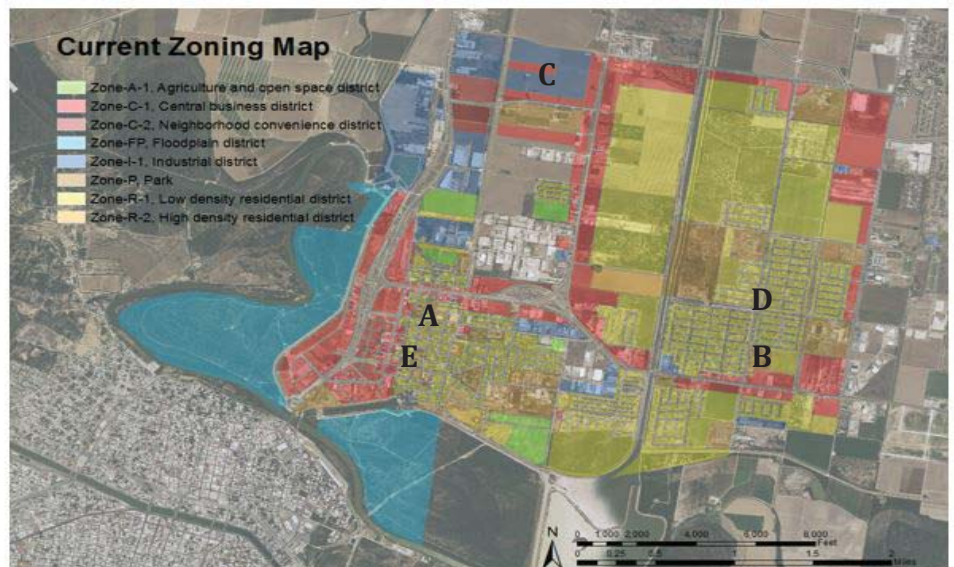 Current Zoning Map
Zone-A-1, Agriculture and open space district
Zone-C-1, Central business district
Zone-C-2, Neighborhood convenience district
Zone-FP, Floodplain district
Zone-I-1, Industrial district
Zone-P, Park
Zone-R-1, Low density residential district
Zone-R-2, High density residential district
C
D
A
E
B
N
0 1,000 2,000 4,000 6,000 8,000
Feet
0 0.25 0.5 1 1.5 2
Miles